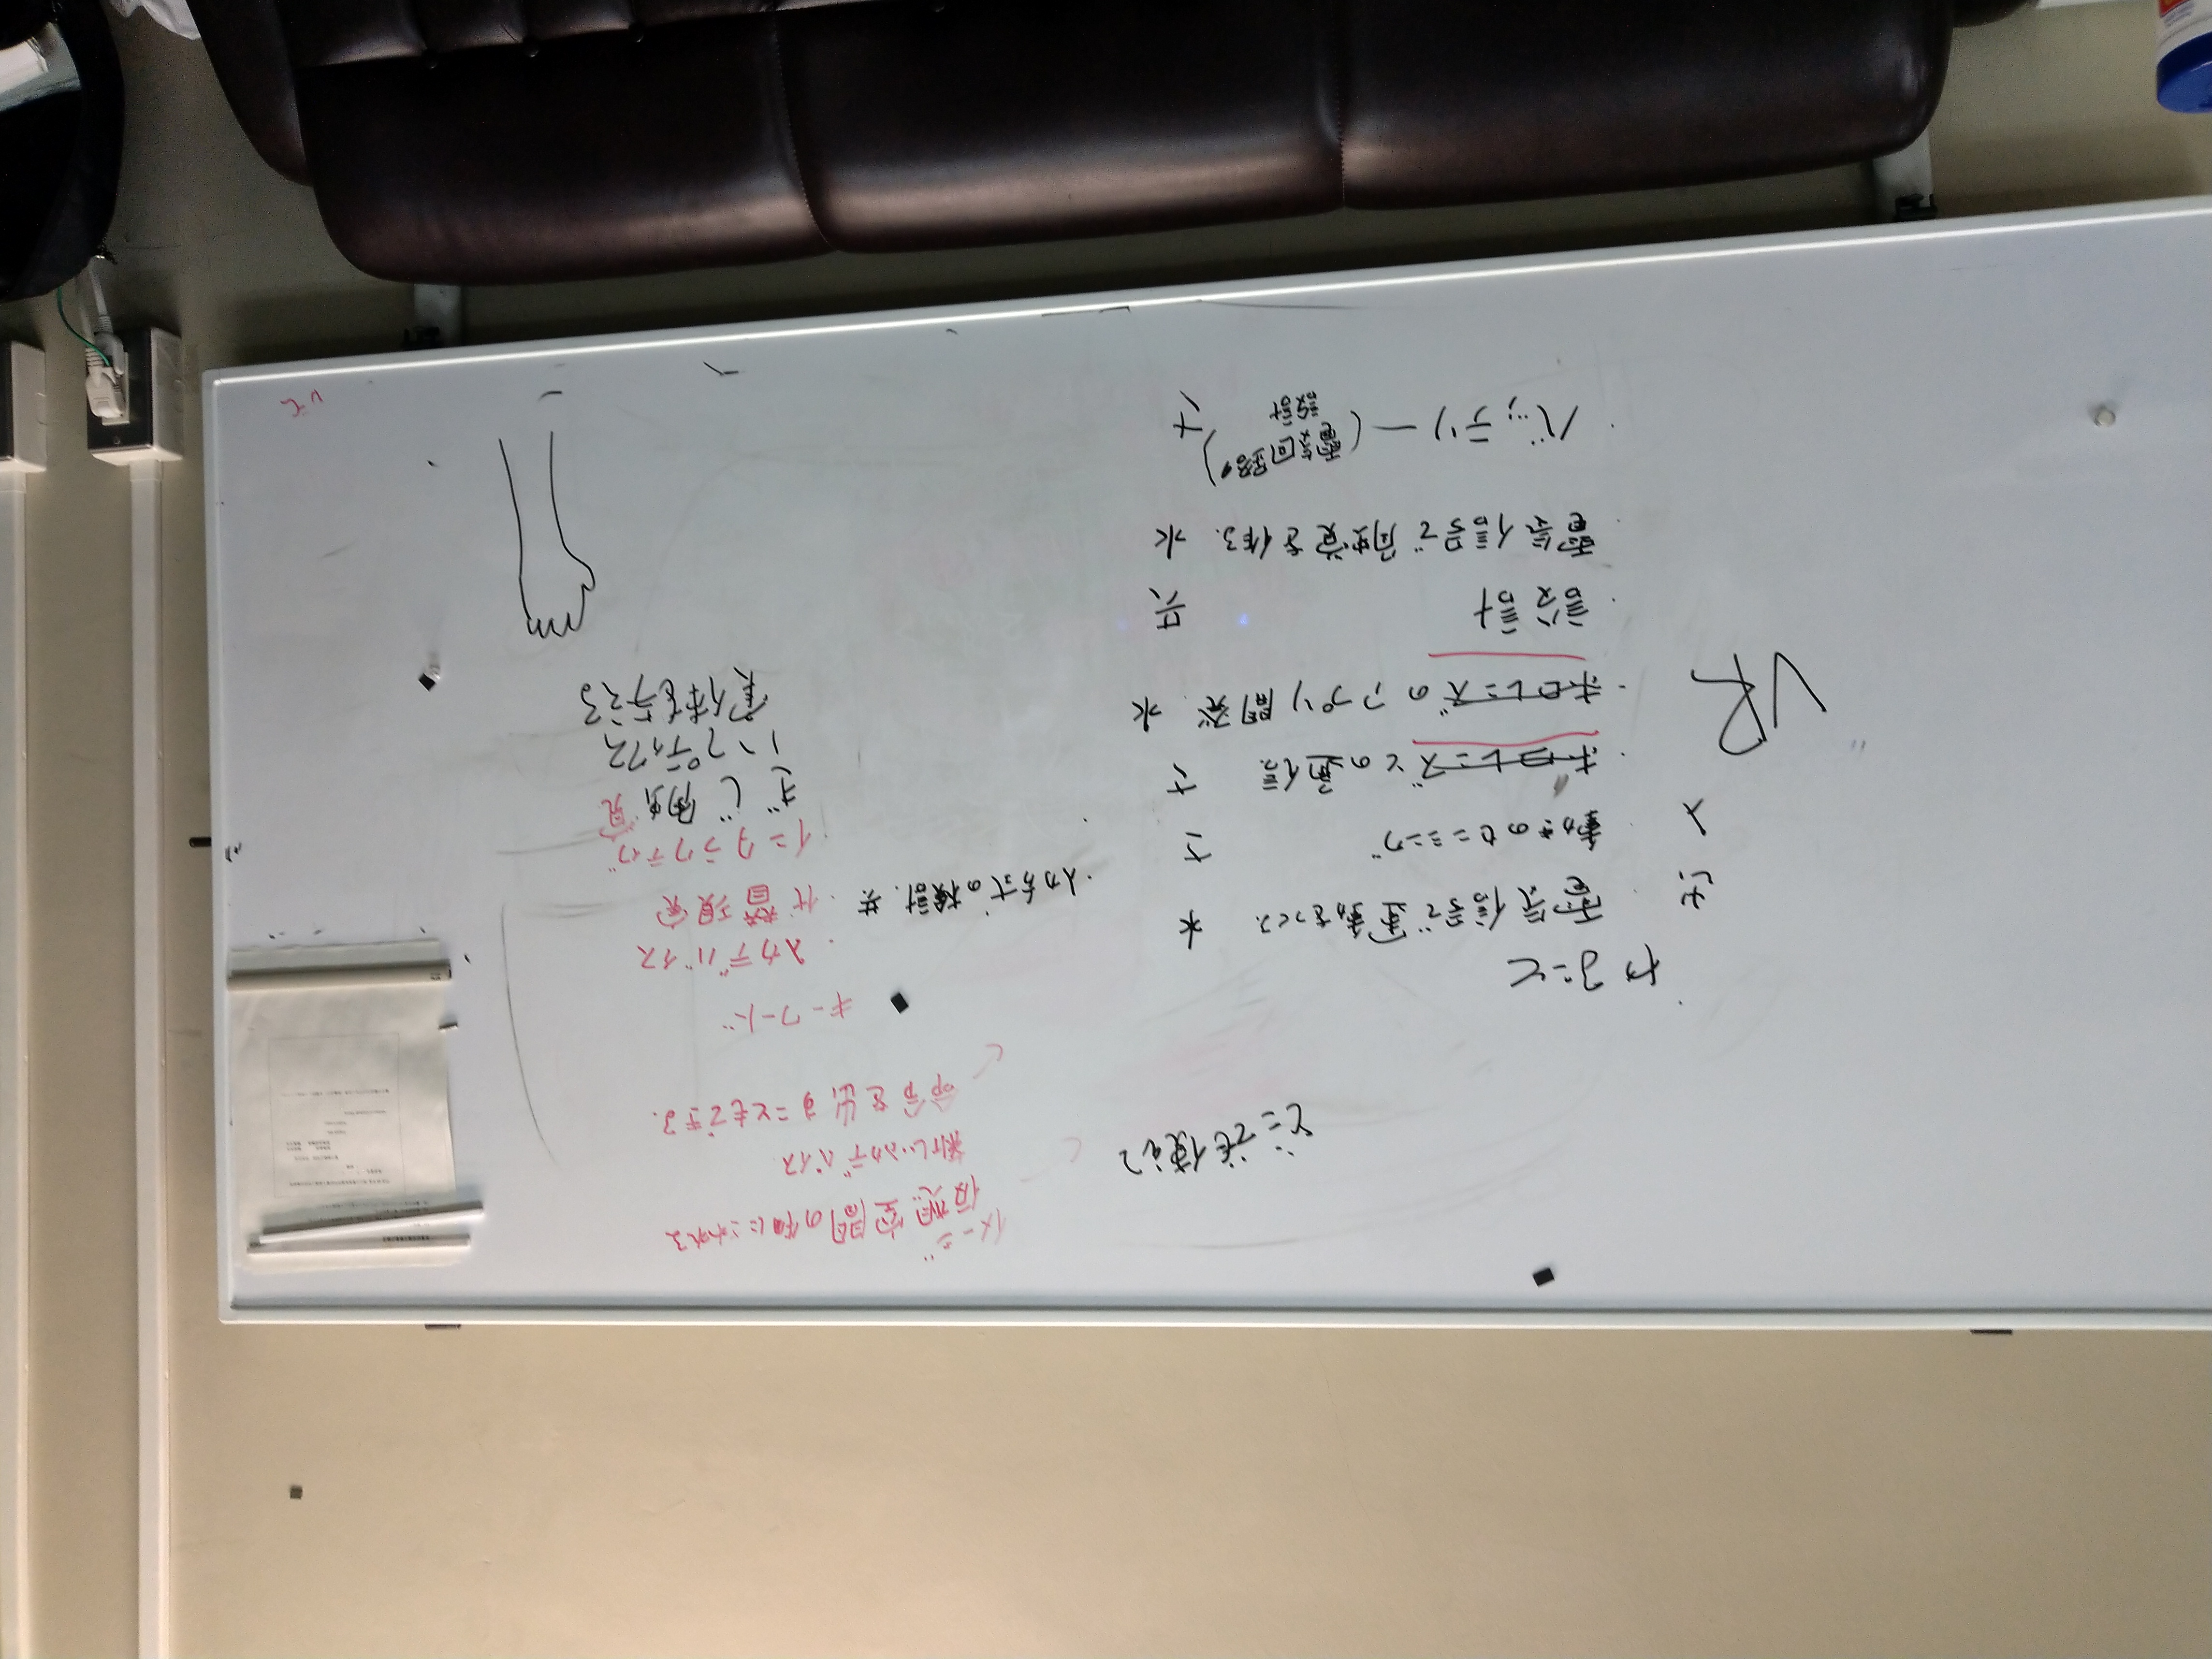 イメージ
仮想空間の物にさわれる
新しい入力デバイス
命令を出すこともできる.
どこでも使えて
キーワード
・入力デバイス
・代替現実
・インタラクティブ
ぎじ触覚
ハプティクス
実体を与える
・入力方式の検討. 共
やること
出 ・電気信号で運動をつくる 水
入 ・動きのセンシング さ
・ホロレンズとの通信 さ
VR
・ホロレンズのアプリ開発. 水
・設計 共
・電気信号で触覚を作る. 水
・バッテリー(電気回路の設計) さ